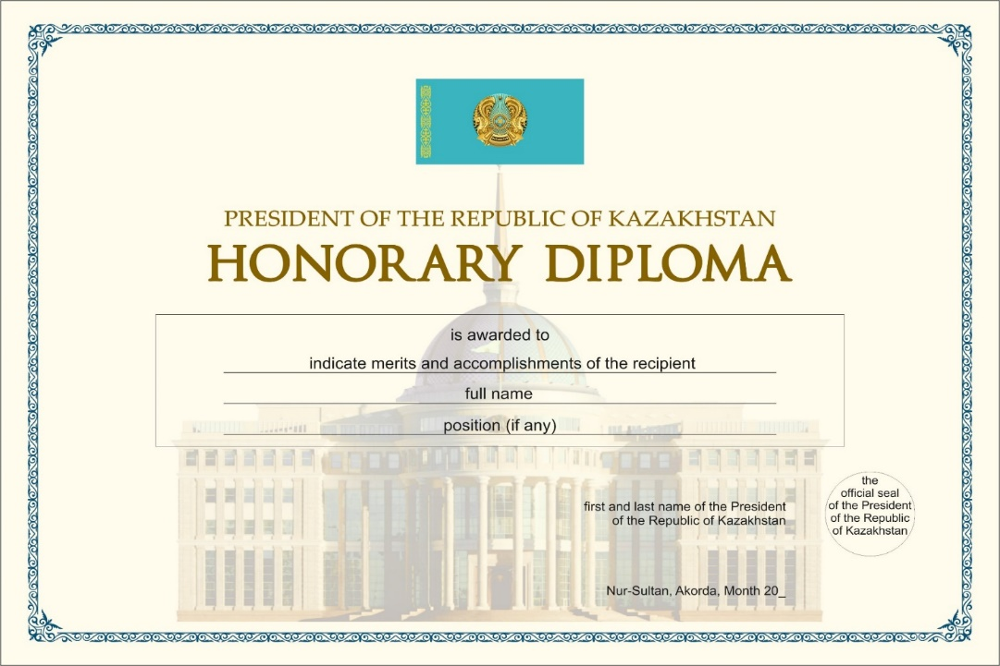 PRESIDENT OF THE REPUBLIC OF KAZAKHSTAN
HONORARY DIPLOMA
is awarded to
indicate merits and accomplishments of the recipient
full name
position (if any)
first and last name of the President
of the Republic of Kazakhstan
the
official seal
of the President
of the Republic
of Kazakhstan
Nur-Sultan, Akorda, Month 20_